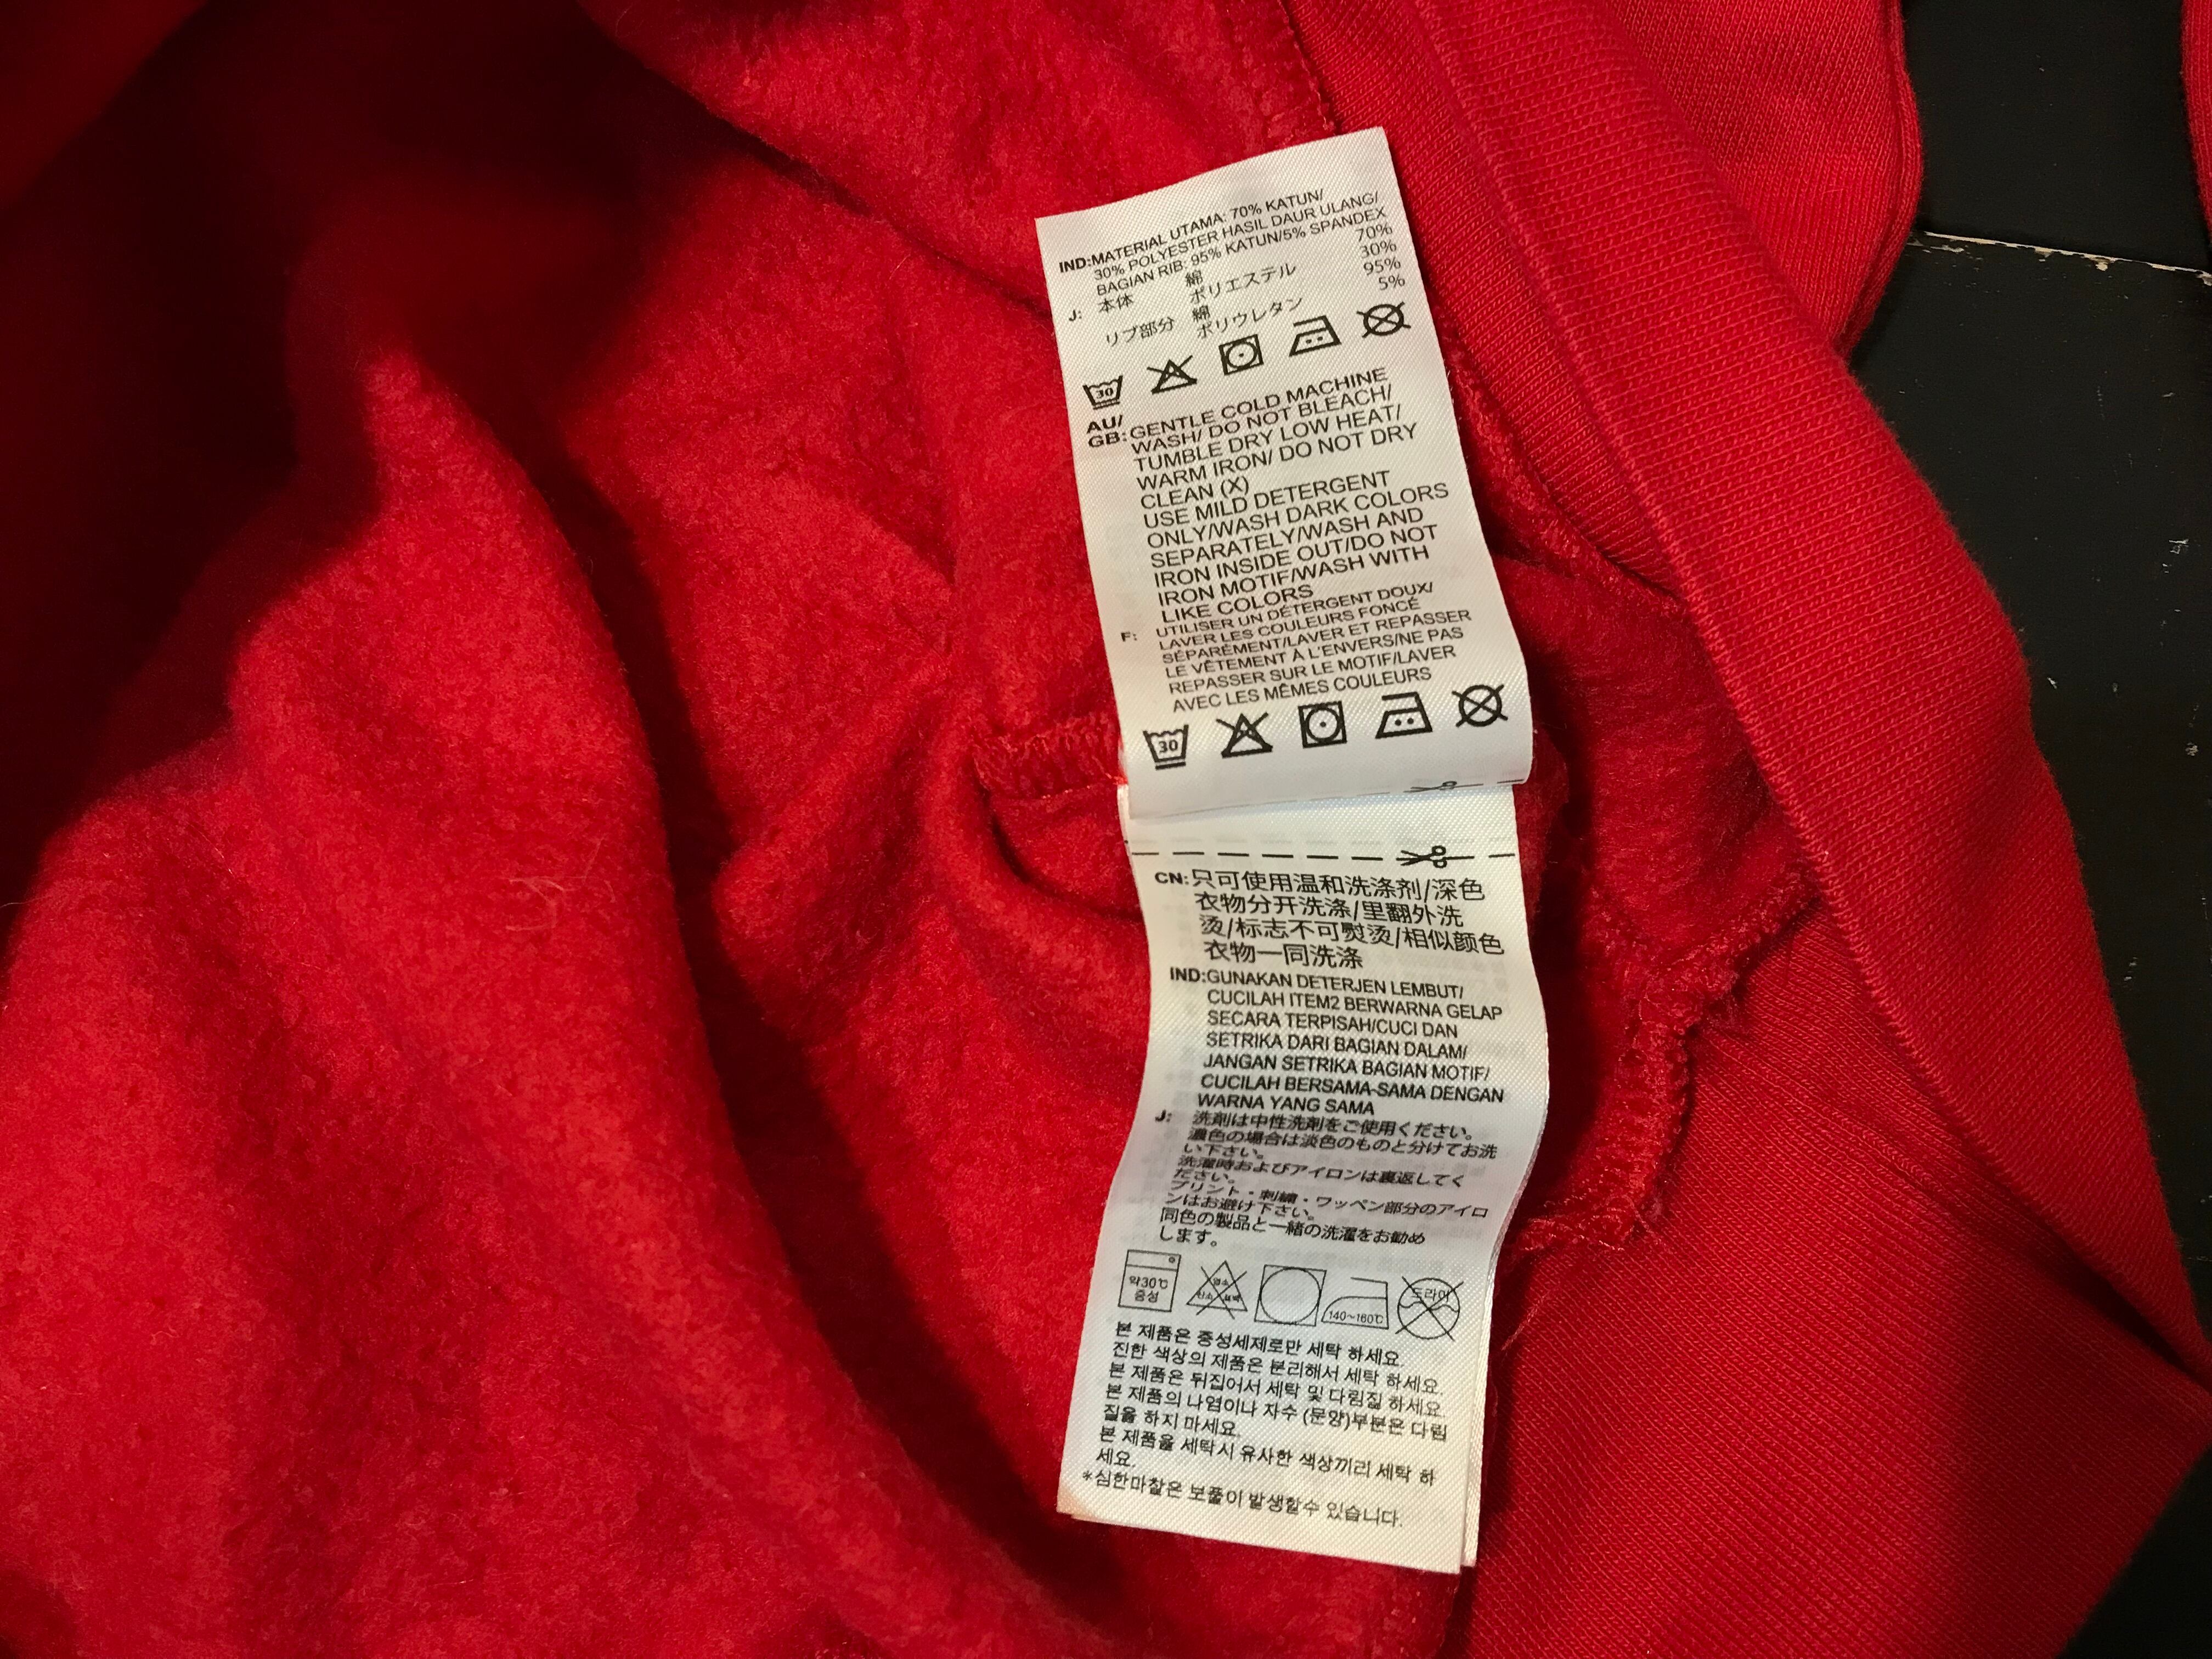 IND:MATERIAL UTAMA: 70% KATUN/
30% POLYESTER HASIL DAUR ULANG/
BAGIAN RIB: 95% KATUN/5% SPANDEX
J: 本体 綿 70%
ポリエステル 30%
リブ部分 綿 95%
ポリウレタン 5%
30
AU/
GB:GENTLE COLD MACHINE
WASH/ DO NOT BLEACH/
TUMBLE DRY LOW HEAT/
WARM IRON/ DO NOT DRY
CLEAN (X)
USE MILD DETERGENT
ONLY/WASH DARK COLORS
SEPARATELY/WASH AND
IRON INSIDE OUT/DO NOT
IRON MOTIF/WASH WITH
LIKE COLORS
F: UTILISER UN DÉTERGENT DOUX/
LAVER LES COULEURS FONCÉ
SÉPARÉMENT/LAVER ET REPASSER
LE VÊTEMENT À L'ENVERS/NE PAS
REPASSER SUR LE MOTIF/LAVER
AVEC LES MÊMES COULEURS
30
CN:只可使用温和洗涤剂/深色
衣物分开洗涤/里翻外洗
烫/标志不可熨烫/相似颜色
衣物一同洗涤
IND:GUNAKAN DETERJEN LEMBUT/
CUCILAH ITEM2 BERWARNA GELAP
SECARA TERPISAH/CUCI DAN
SETRIKA DARI BAGIAN DALAM/
JANGAN SETRIKA BAGIAN MOTIF/
CUCILAH BERSAMA-SAMA DENGAN
WARNA YANG SAMA
J: 洗剤は中性洗剤をご使用ください。
濃色の場合は淡色のものと分けてお洗
い下さい。
洗濯時およびアイロンは裏返してく
ださい。
プリント・刺繍・ワッペン部分のアイロ
ンはお避け下さい。
同色の製品と一緒の洗濯をお勧め
します。
약30℃
중성
140~160℃
드라이
본 제품은 중성세제로만 세탁 하세요.
진한 색상의 제품은 분리해서 세탁 하세요.
본 제품은 뒤집어서 세탁 및 다림질 하세요.
본 제품의 나염이나 자수 (문양)부분은 다림
질을 하지 마세요.
본 제품을 세탁시 유사한 색상끼리 세탁 하
세요.
*심한마찰은 보풀이 발생할수 있습니다.